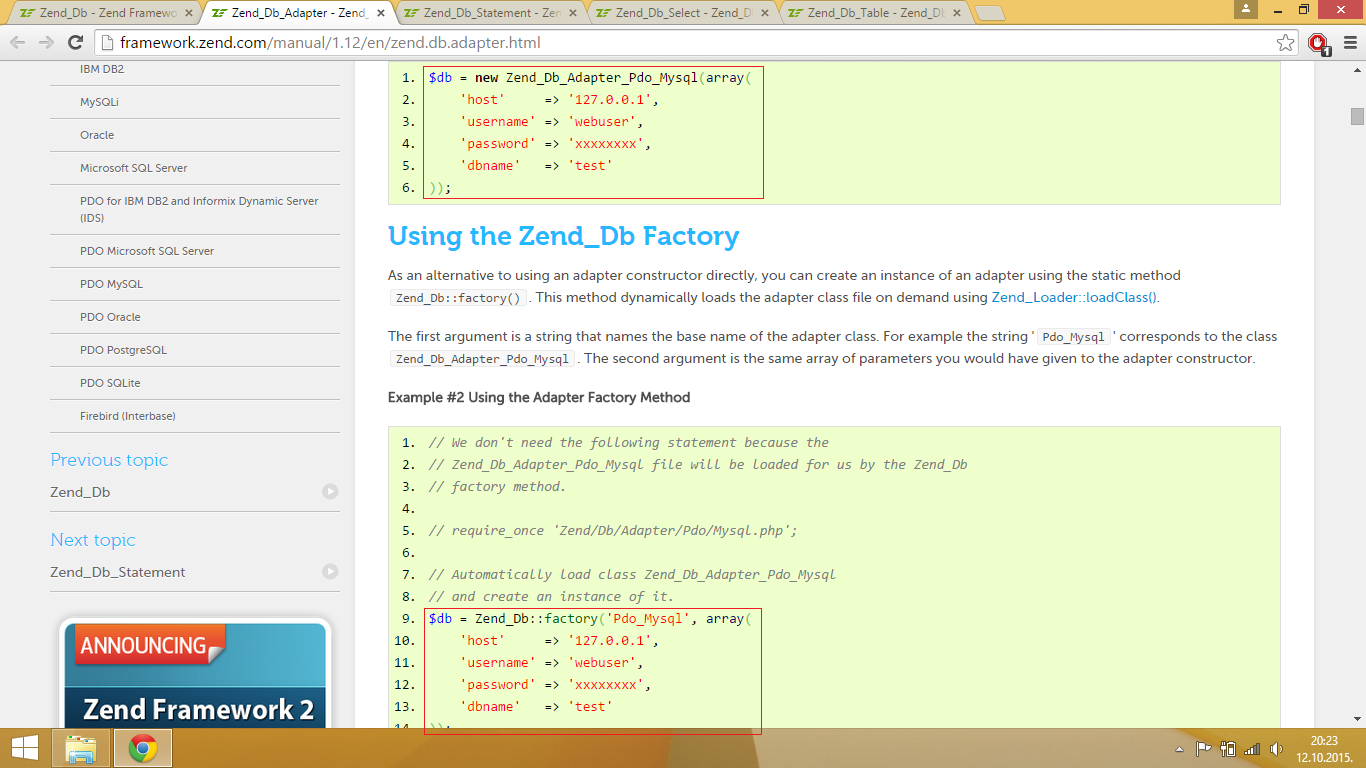 Zend_Db - Zend Framewo
Zend_Db_Adapter - Zend_
Zend_Db_Statement - Zen
Zend_Db_Select - Zend_D
Zend_Db_Table - Zend_Db
framework.zend.com/manual/1.12/en/zend.db.adapter.html
1
IBM DB2
MySQLi
Oracle
Microsoft SQL Server
PDO for IBM DB2 and Informix Dynamic Server
(IDS)
PDO Microsoft SQL Server
PDO MySQL
PDO Oracle
PDO PostgreSQL
PDO SQLite
Firebird (Interbase)
Previous topic
Zend_Db
Next topic
Zend_Db_Statement
ANNOUNCING
Zend Framework 2
1. $db = new Zend_Db_Adapter_Pdo_Mysql(array(
2. 'host' => '127.0.0.1',
3. 'username' => 'webuser',
4. 'password' => 'xxxxxxxx',
5. 'dbname' => 'test'
6. ));
Using the Zend_Db Factory
As an alternative to using an adapter constructor directly, you can create an instance of an adapter using the static method
Zend_Db::factory() . This method dynamically loads the adapter class file on demand using Zend_Loader::loadClass().
The first argument is a string that names the base name of the adapter class. For example the string ' Pdo_Mysql ' corresponds to the class
Zend_Db_Adapter_Pdo_Mysql . The second argument is the same array of parameters you would have given to the adapter constructor.
Example #2 Using the Adapter Factory Method
1. // We don't need the following statement because the
2. // Zend_Db_Adapter_Pdo_Mysql file will be loaded for us by the Zend_Db
3. // factory method.
4.
5. // require_once 'Zend/Db/Adapter/Pdo/Mysql.php';
6.
7. // Automatically load class Zend_Db_Adapter_Pdo_Mysql
8. // and create an instance of it.
9. $db = Zend_Db::factory('Pdo_Mysql', array(
10. 'host' => '127.0.0.1',
11. 'username' => 'webuser',
12. 'password' => 'xxxxxxxx',
13. 'dbname' => 'test'
14. ));
20:23
12.10.2015.